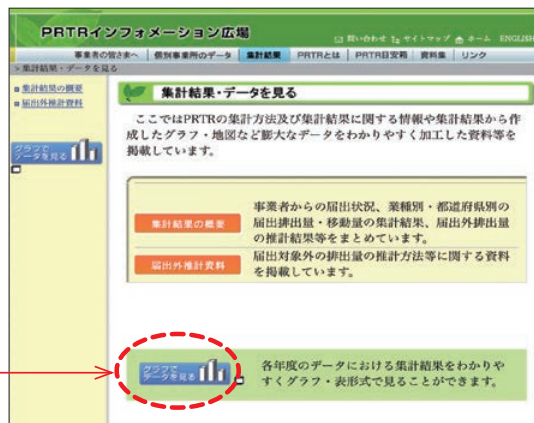 PRTRインフォメーション広場
問い合わせ サイトマップ ホーム ENGLISH
事業者の皆さまへ 個別事業所のデータ 集計結果 PRTRとは PRTR目安箱 資料集 リンク
> 集計結果・データを見る
集計結果の概要
届出外推計資料
グラフで
データを見る
集計結果・データを見る
ここではPRTRの集計方法及び集計結果に関する情報や集計結果から作
成したグラフ・地図など膨大なデータをわかりやすく加工した資料等を
掲載しています。
集計結果の概要
事業者からの届出状況、業種別・都道府県別の
届出排出量・移動量の集計結果、届出外排出量
の推計結果等をまとめています。
届出外推計資料
届出対象外の排出量の推計方法等に関する資料
を掲載しています。
グラフで
データを見る
各年度のデータにおける集計結果をわかりや
すくグラフ・表形式で見ることができます。